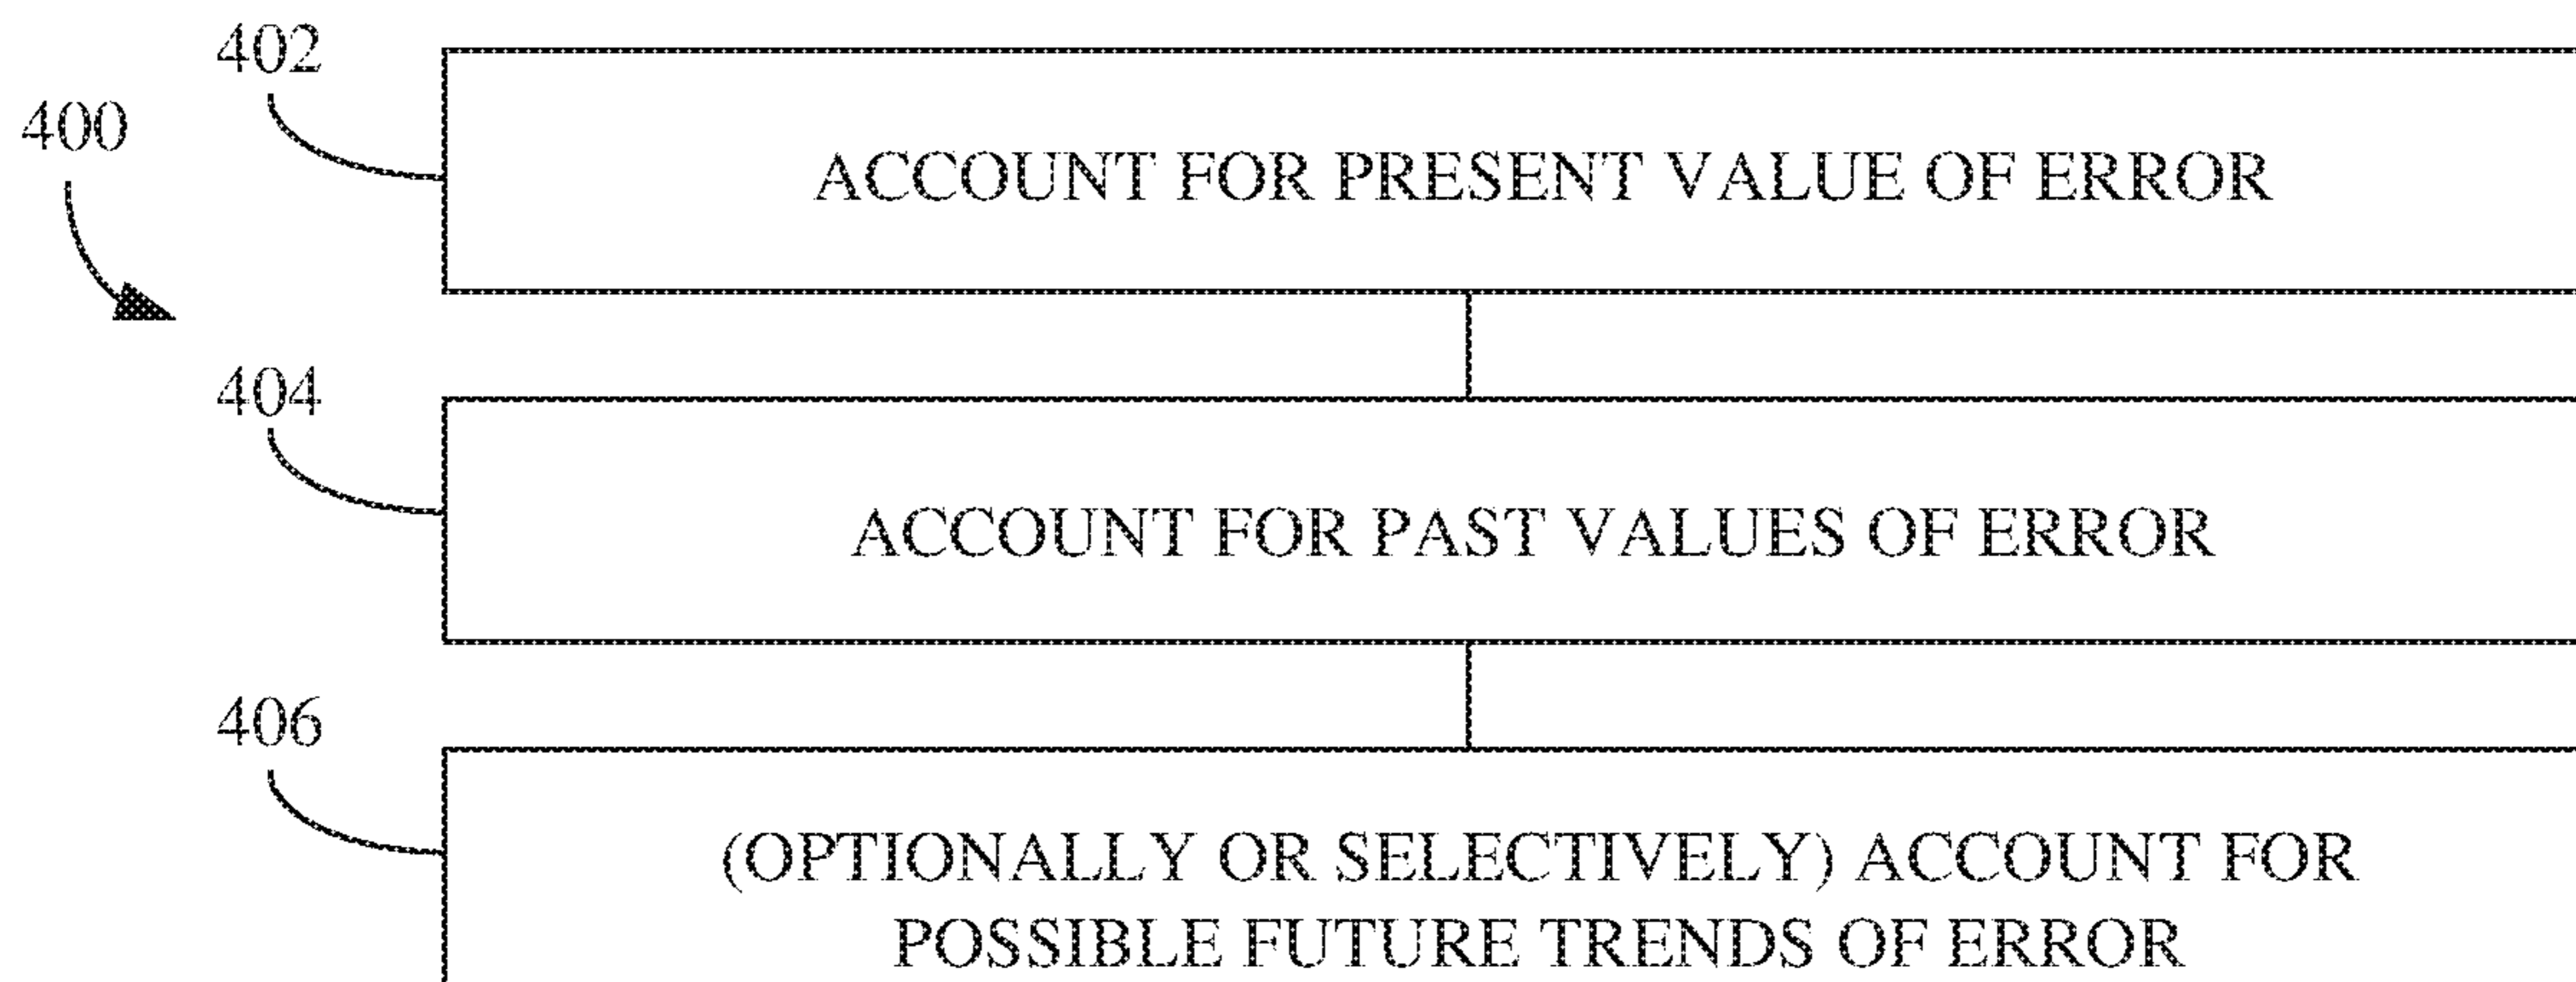 402
400
ACCOUNT FOR PRESENT VALUE OF ERROR
404
ACCOUNT FOR PAST VALUES OF ERROR
406
(OPTIONALLY OR SELECTIVELY) ACCOUNT FOR
POSSIBLE FUTURE TRENDS OF ERROR